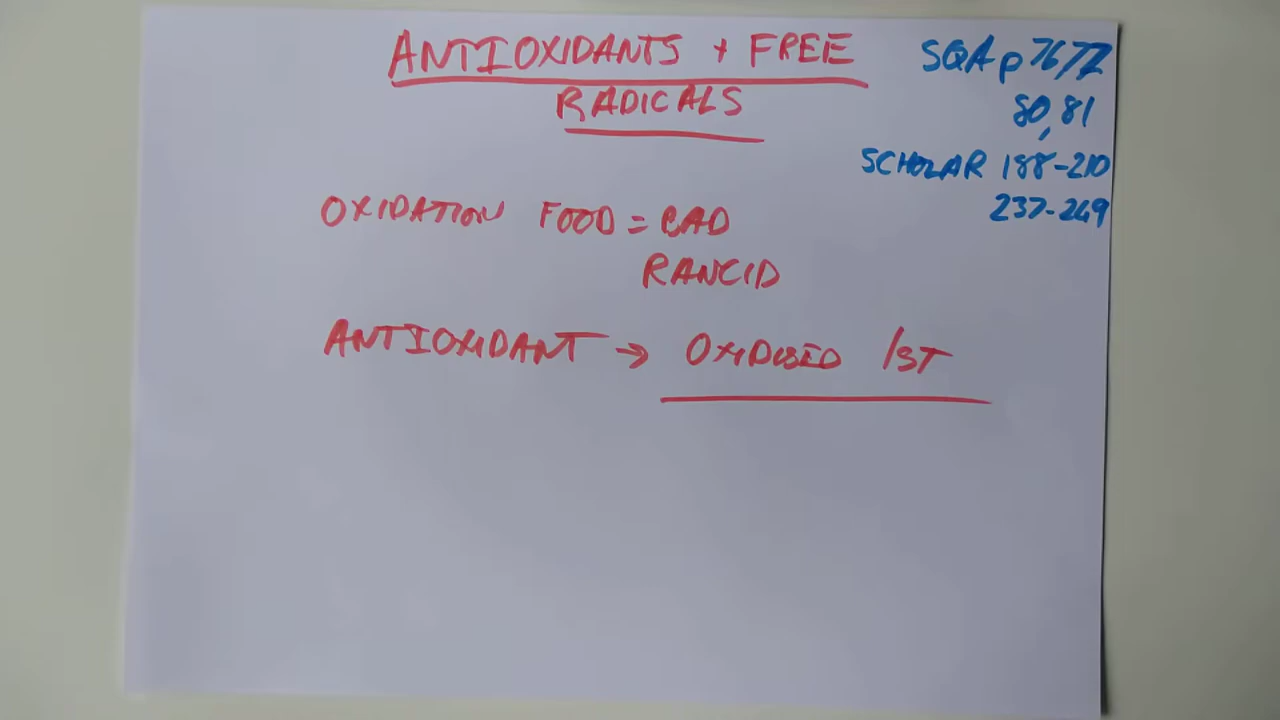 ANTIOXIDANTS + FREE
RADICALS
SQA p 76 77
80, 81
SCHOLAR 188-210
237-249
OXIDATION FOOD = BAD
RANCID
ANTIOXIDANT → OXIDISED 1ST